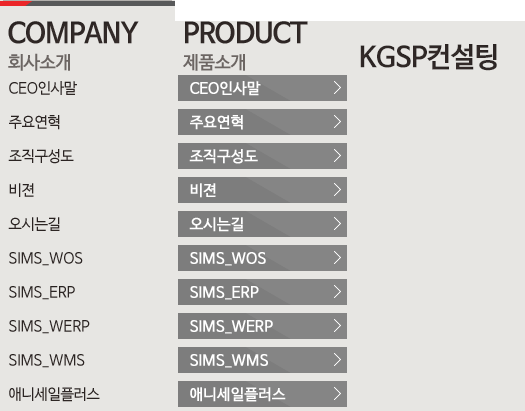 COMPANY
회사소개
CEO인사말
주요연혁
조직구성도
비젼
오시는길
SIMS_WOS
SIMS_ERP
SIMS_WERP
SIMS_WMS
애니세일플러스
PRODUCT
제품소개
CEO인사말
주요연혁
조직구성도
비젼
오시는길
SIMS_WOS
SIMS_ERP
SIMS_WERP
SIMS_WMS
애니세일플러스
KGSP컨설팅